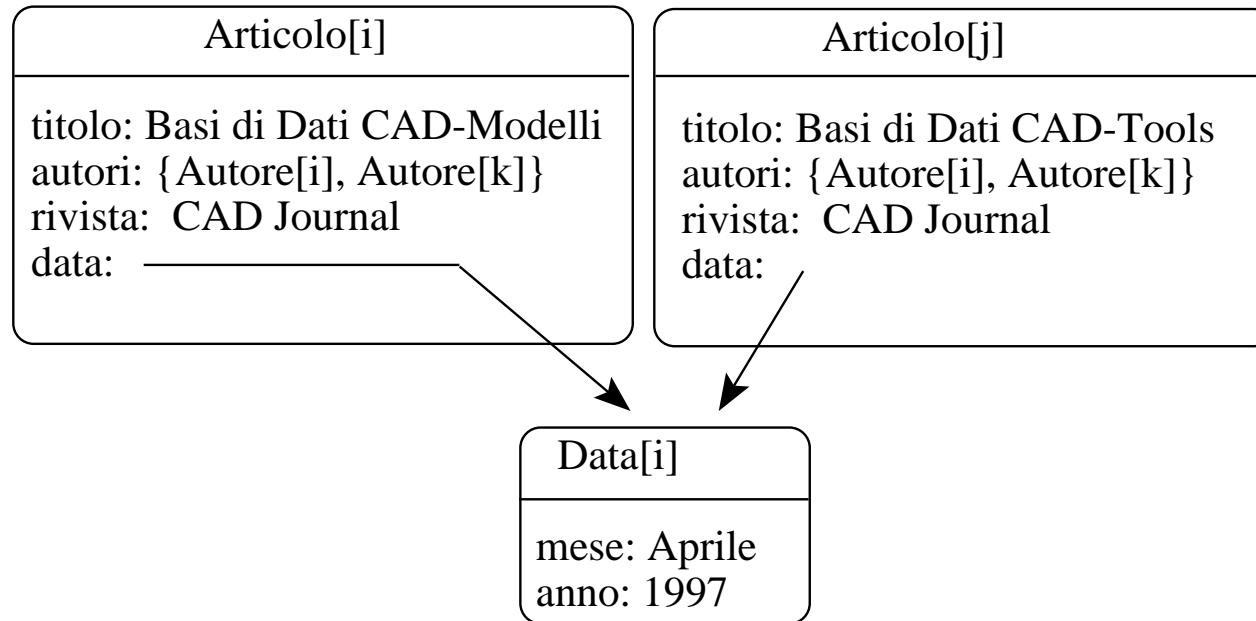 Articolo[i]
titolo: Basi di Dati CAD-Modelli
autori: {Autore[i], Autore[k]}
rivista: CAD Journal
data:
Articolo[j]
titolo: Basi di Dati CAD-Tools
autori: {Autore[i], Autore[k]}
rivista: CAD Journal
data:
Data[i]
mese: Aprile
anno: 1997